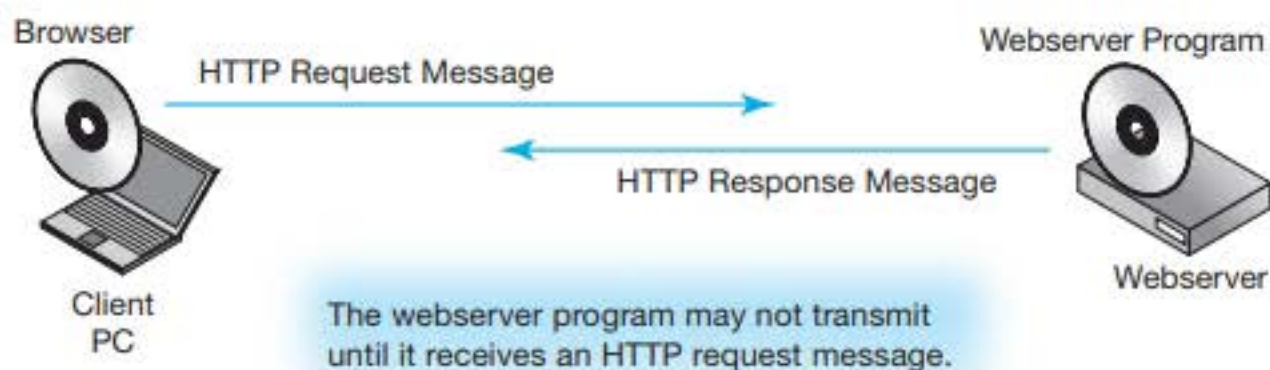 Browser
Webserver Program
HTTP Request Message
HTTP Response Message
Webserver
Client
PC
The webserver program may not transmit
until it receives an HTTP request message.